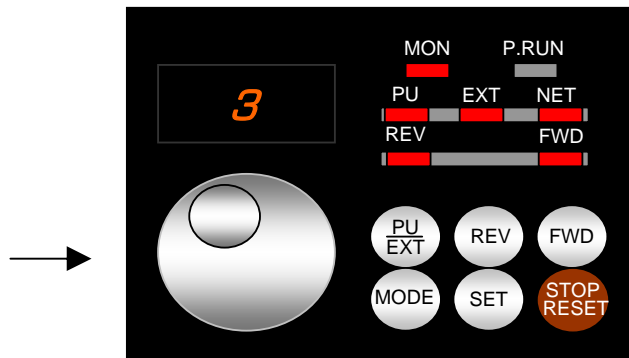 MON P.RUN
3
PU EXT NET
REV FWD
PU
EXT REV FWD
MODE SET STOP
RESET